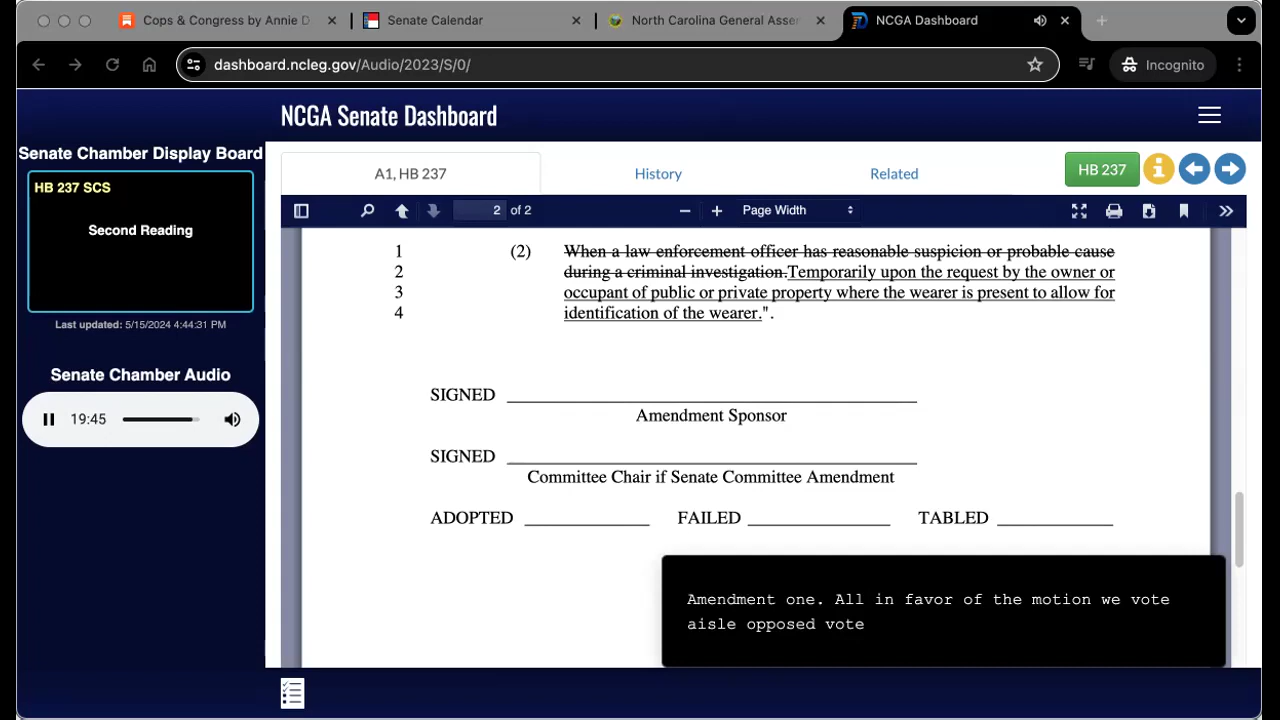 Cops & Congress by Annie D
Senate Calendar
North Carolina General Asser
NCGA Dashboard
dashboard.ncleg.gov/Audio/2023/S/0/
Incognito
NCGA Senate Dashboard
Senate Chamber Display Board
HB 237 SCS
Second Reading
Last updated: 5/15/2024 4:44:31 PM
Senate Chamber Audio
19:45
A1, HB 237
History
Related
HB 237
2 of 2
Page Width
1 (2) When a law enforcement officer has reasonable suspicion or probable cause
2 during a criminal investigation.Temporarily upon the request by the owner or
3 occupant of public or private property where the wearer is present to allow for
4 identification of the wearer.".
SIGNED
Amendment Sponsor
SIGNED
Committee Chair if Senate Committee Amendment
ADOPTED FAILED TABLED
Amendment one. All in favor of the motion we vote
aisle opposed vote